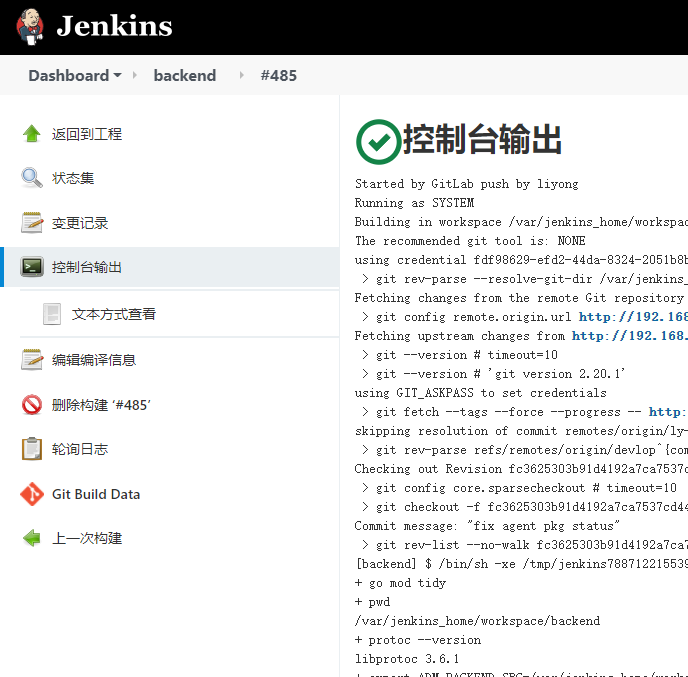 Jenkins
Dashboard backend #485
返回到工程
状态集
变更记录
控制台输出
文本方式查看
编辑编译信息
删除构建 ‘#485’
轮询日志
Git Build Data
上一次构建
控制台输出
Started by GitLab push by liyong
Running as SYSTEM
Building in workspace /var/jenkins_home/workspac
The recommended git tool is: NONE
using credential fdf98629-efd2-44da-8324-2051b8b
> git rev-parse --resolve-git-dir /var/jenkins_
Fetching changes from the remote Git repository
> git config remote.origin.url http://192.168
Fetching upstream changes from http://192.168.
> git --version # timeout=10
> git --version # 'git version 2.20.1'
using GIT_ASKPASS to set credentials
> git fetch --tags --force --progress -- http:
skipping resolution of commit remotes/origin/ly-
> git rev-parse refs/remotes/origin/devlop^{com
Checking out Revision fc3625303b91d4192a7ca7537c
> git config core.sparsecheckout # timeout=10
> git checkout -f fc3625303b91d4192a7ca7537cd44
Commit message: "fix agent pkg status"
> git rev-list --no-walk fc3625303b91d4192a7ca7
[backend] $ /bin/sh -xe /tmp/jenkins788712215539
+ go mod tidy
+ pwd
/var/jenkins_home/workspace/backend
+ protoc --version
libprotoc 3.6.1